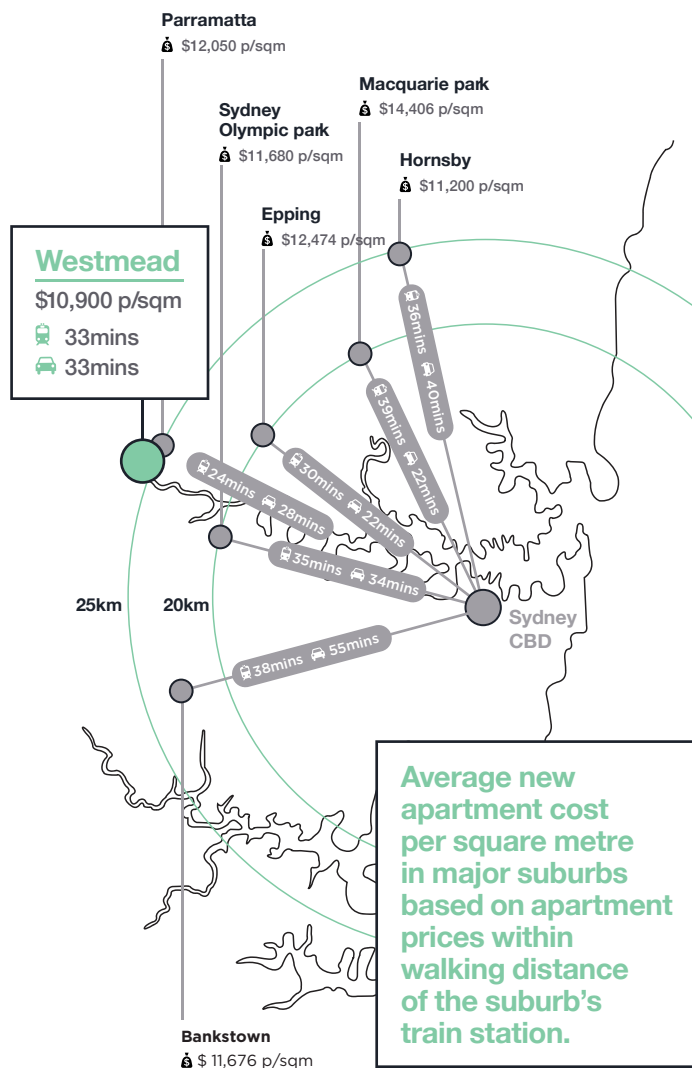 Parramatta
$12,050 p/sqm
Macquarie park
$14,406 p/sqm
Sydney
Olympic park
$11,680 p/sqm
Hornsby
$11,200 p/sqm
Epping
$12,474 p/sqm
Westmead
$10,900 p/sqm
33mins
33mins
36mins 40mins
39mins 22mins
30mins 22mins
24mins 28mins
35mins 34mins
25km
20km
Sydney
CBD
38mins 55mins
Average new
apartment cost
per square metre
in major suburbs
based on apartment
prices within
walking distance
of the suburb's
train station.
Bankstown
$ 11,676 p/sqm